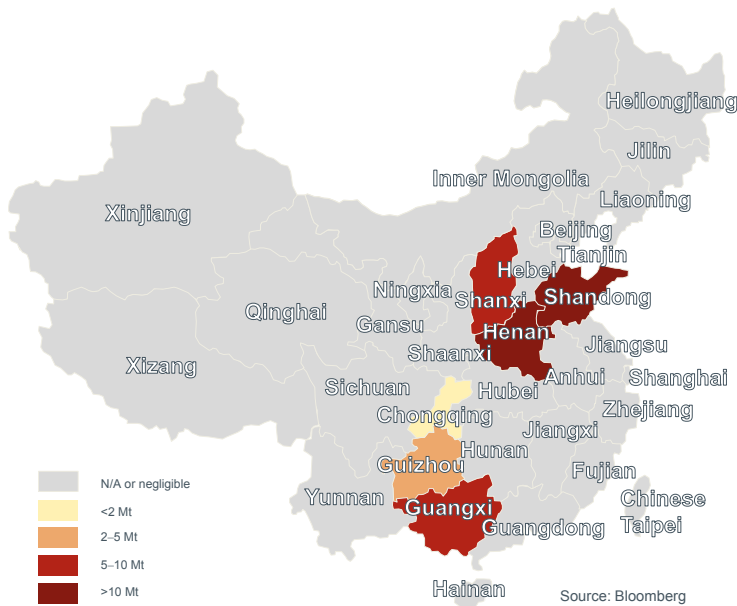 Heilongjiang
Jilin
Inner Mongolia
Liaoning
Xinjiang
Beijing
Tianjin
Hebei
Ningxia
Shanxi
Shandong
Qinghai
Gansu
Henan
Jiangsu
Shaanxi
Xizang
Anhui
Shanghai
Sichuan
Hubei
Zhejiang
Chongqing
Jiangxi
Hunan
Guizhou
Fujian
Yunnan
Guangxi
Chinese
Taipei
Guangdong
Hainan
N/A or negligible
<2 Mt
2–5 Mt
5–10 Mt
>10 Mt
Source: Bloomberg